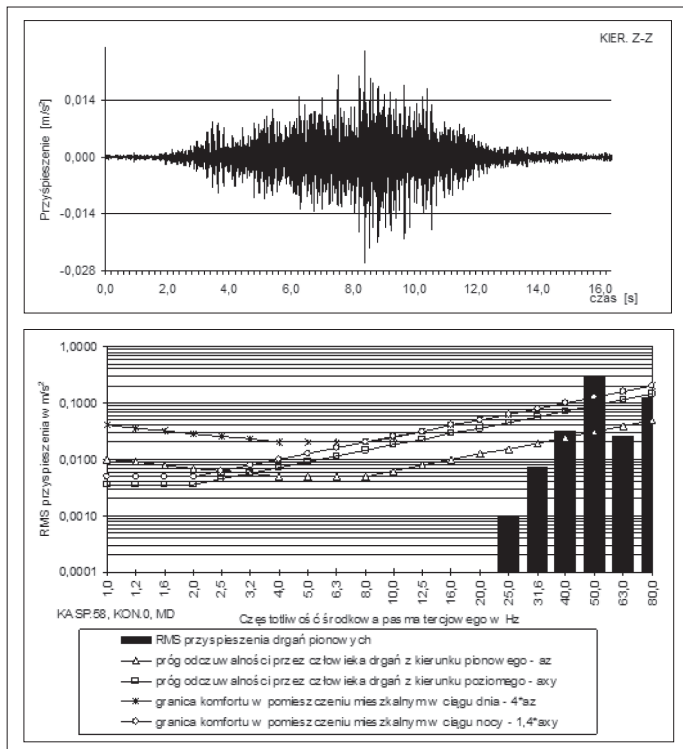 KIER. Z-Z
Przyśpieszenie [m/s²]
0,014
0,000
-0,014
-0,028
0,0 2,0 4,0 6,0 8,0 10,0 12,0 14,0 16,0
czas [s]
RMS przyspieszenia w m/s²
1,0000
0,1000
0,0100
0,0010
0,0001
1,0 1,2 1,6 2,0 2,5 3,2 4,0 5,0 6,3 8,0 10,0 12,5 16,0 20,0 25,0 31,6 40,0 50,0 63,0 80,0
KASP.58, KON.0, MD
Częstotliwość środkowa pasma tercjowego w Hz
RMS przyspieszenia drgań pionowych
próg odczuwalności przez człowieka drgań z kierunku pionowego - az
próg odczuwalności przez człowieka drgań z kierunku poziomego - axy
granica komfortu w pomieszczeniu mieszkalnym w ciągu dnia - 4*az
granica komfortu w pomieszczeniu mieszkalnym w ciągu nocy - 1,4*axy